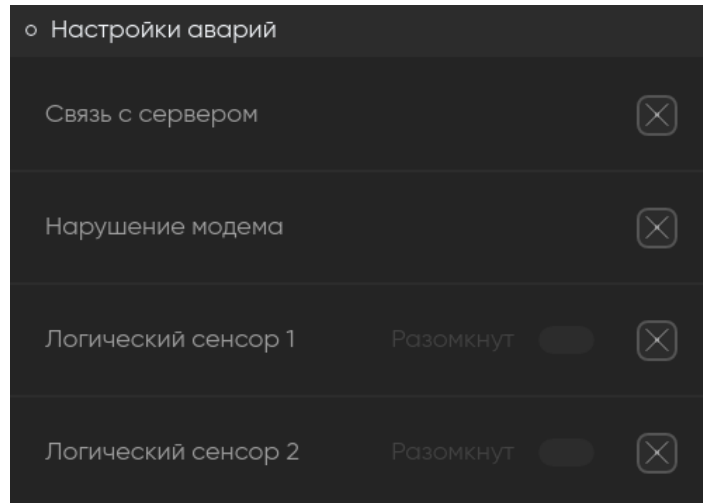 Настройки аварий
Связь с сервером
Нарушение модема
Логический сенсор 1 Разомкнут
Логический сенсор 2 Разомкнут